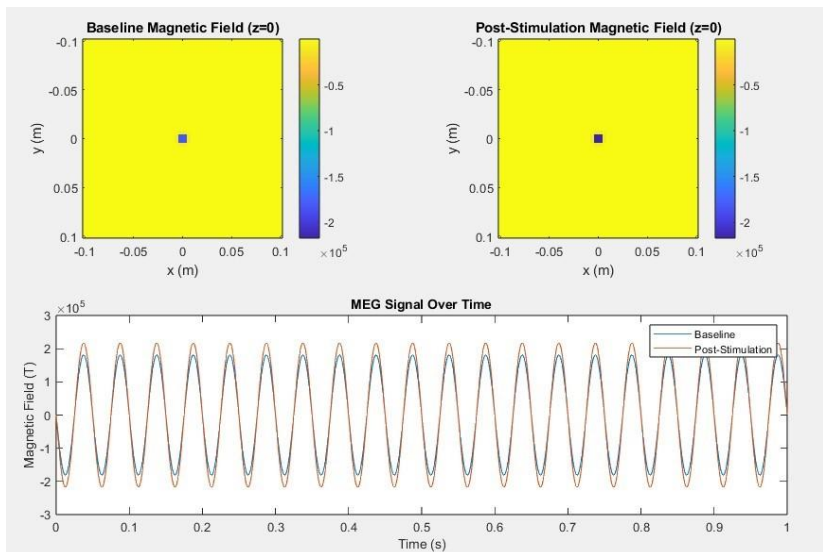 Baseline Magnetic Field (z=0)
-0.1
-0.05
0
0.05
0.1
y (m)
-0.1 -0.05 0 0.05 0.1
x (m)
-0.5
-1
-1.5
-2
×10⁵
Post-Stimulation Magnetic Field (z=0)
-0.1
-0.05
0
0.05
0.1
y (m)
-0.1 -0.05 0 0.05 0.1
x (m)
-0.5
-1
-1.5
-2
×10⁵
MEG Signal Over Time
×10⁵
3
2
1
0
-1
-2
-3
Magnetic Field (T)
Baseline
Post-Stimulation
0 0.1 0.2 0.3 0.4 0.5 0.6 0.7 0.8 0.9 1
Time (s)